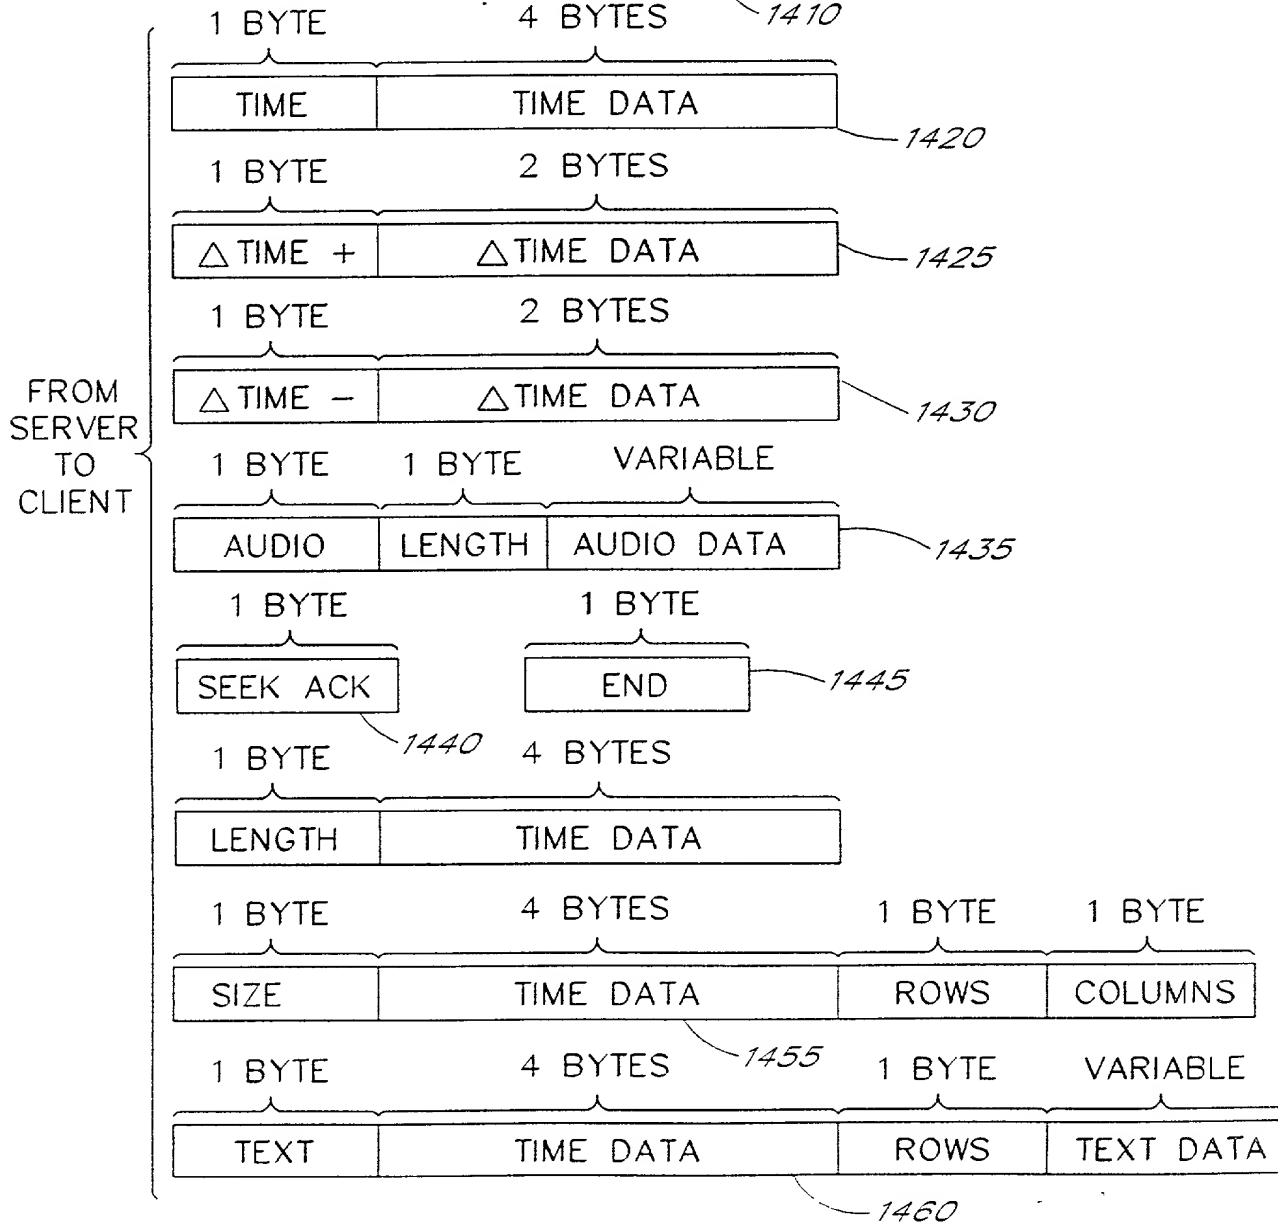 1410
1 BYTE 4 BYTES
TIME TIME DATA
1420
1 BYTE 2 BYTES
△ TIME + △ TIME DATA
1425
1 BYTE 2 BYTES
△ TIME - △ TIME DATA
1430
FROM
SERVER
TO
CLIENT
1 BYTE 1 BYTE VARIABLE
AUDIO LENGTH AUDIO DATA
1435
1 BYTE 1 BYTE
SEEK ACK END
1445
1440
1 BYTE 4 BYTES
LENGTH TIME DATA
1 BYTE 4 BYTES 1 BYTE 1 BYTE
SIZE TIME DATA ROWS COLUMNS
1455
1 BYTE 4 BYTES 1 BYTE VARIABLE
TEXT TIME DATA ROWS TEXT DATA
1460